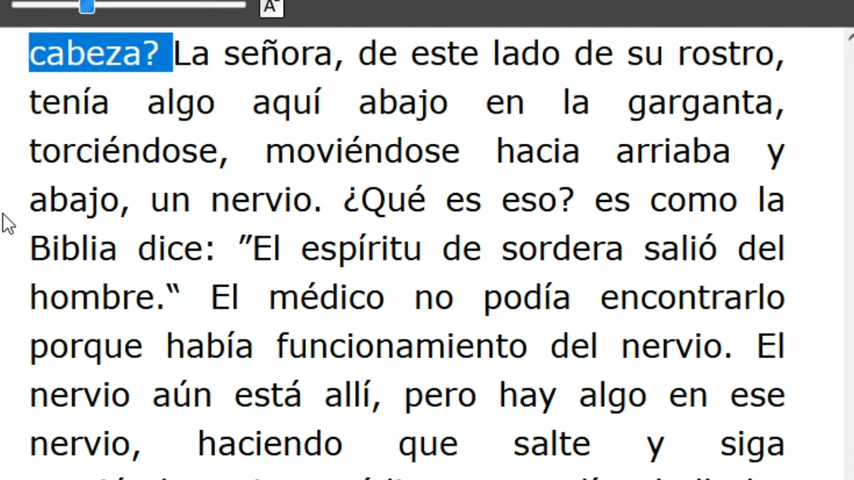 A
cabeza? La señora, de este lado de su rostro,
tenía algo aquí abajo en la garganta,
torciéndose, moviéndose hacia arriaba y
abajo, un nervio. ¿Qué es eso? es como la
Biblia dice: ”El espíritu de sordera salió del
hombre.‟ El médico no podía encontrarlo
porque había funcionamiento del nervio. El
nervio aún está allí, pero hay algo en ese
nervio, haciendo que salte y siga